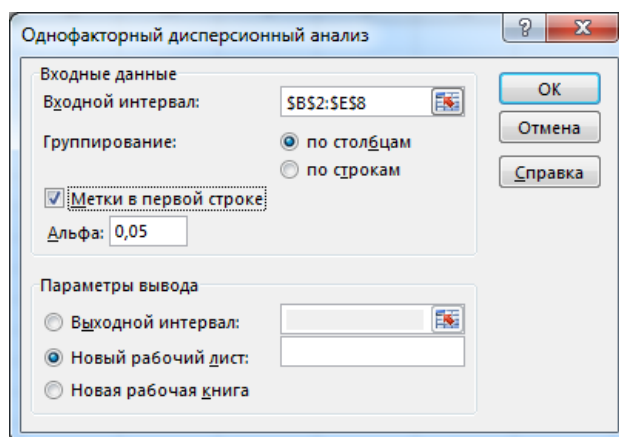 Однофакторный дисперсионный анализ
?
X
Входные данные
Входной интервал:
$B$2:$E$8
ОК
Группирование:
по столбцам
Отмена
по строкам
Справка
Метки в первой строке
Альфа: 0,05
Параметры вывода
Выходной интервал:
Новый рабочий лист:
Новая рабочая книга